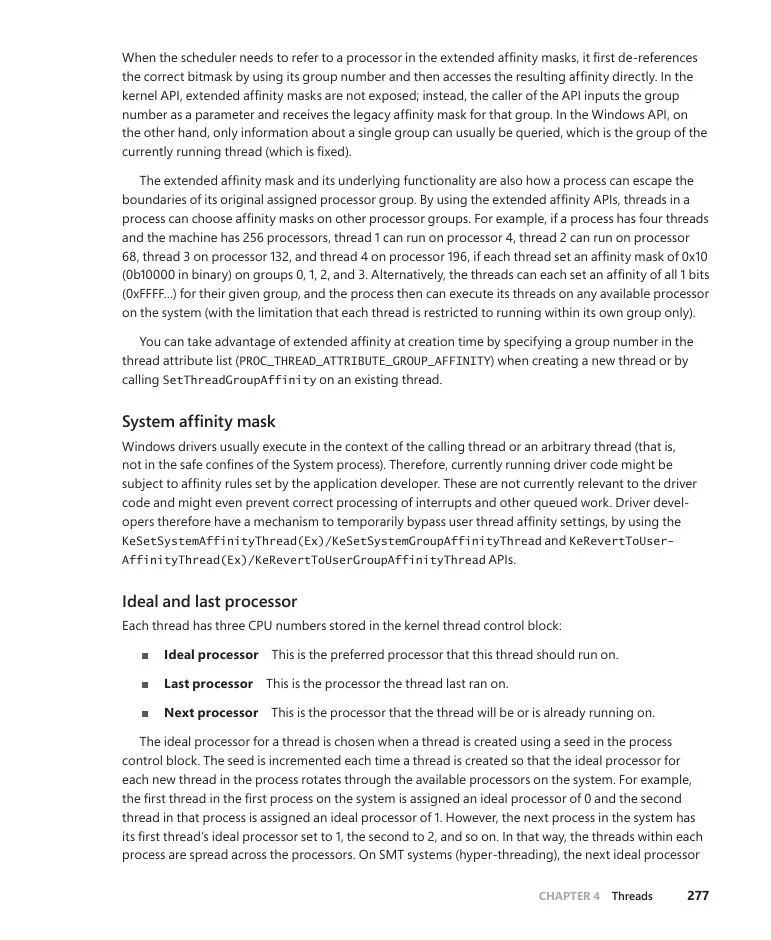 When the scheduler needs to refer to a processor in the extended affinity masks, it first de-references
the correct bitmask by using its group number and then accesses the resulting affinity directly. In the
kernel API, extended affinity masks are not exposed; instead, the caller of the API inputs the group
number as a parameter and receives the legacy affinity mask for that group. In the Windows API, on
the other hand, only information about a single group can usually be queried, which is the group of the
currently running thread (which is fixed).
The extended affinity mask and its underlying functionality are also how a process can escape the
boundaries of its original assigned processor group. By using the extended affinity APIs, threads in a
process can choose affinity masks on other processor groups. For example, if a process has four threads
and the machine has 256 processors, thread 1 can run on processor 4, thread 2 can run on processor
68, thread 3 on processor 132, and thread 4 on processor 196, if each thread set an affinity mask of 0x10
(0b10000 in binary) on groups 0, 1, 2, and 3. Alternatively, the threads can each set an affinity of all 1 bits
(0xFFFF…) for their given group, and the process then can execute its threads on any available processor
on the system (with the limitation that each thread is restricted to running within its own group only).
You can take advantage of extended affinity at creation time by specifying a group number in the
thread attribute list (PROC_THREAD_ATTRIBUTE_GROUP_AFFINITY) when creating a new thread or by
calling SetThreadGroupAffinity on an existing thread.
System affinity mask
Windows drivers usually execute in the context of the calling thread or an arbitrary thread (that is,
not in the safe confines of the System process). Therefore, currently running driver code might be
subject to affinity rules set by the application developer. These are not currently relevant to the driver
code and might even prevent correct processing of interrupts and other queued work. Driver devel-
opers therefore have a mechanism to temporarily bypass user thread affinity settings, by using the
KeSetSystemAffinityThread(Ex)/KeSetSystemGroupAffinityThread and KeRevertToUser-
AffinityThread(Ex)/KeRevertToUserGroupAffinityThread APIs.
Ideal and last processor
Each thread has three CPU numbers stored in the kernel thread control block:
■ Ideal processor This is the preferred processor that this thread should run on.
■ Last processor This is the processor the thread last ran on.
■ Next processor This is the processor that the thread will be or is already running on.
The ideal processor for a thread is chosen when a thread is created using a seed in the process
control block. The seed is incremented each time a thread is created so that the ideal processor for
each new thread in the process rotates through the available processors on the system. For example,
the first thread in the first process on the system is assigned an ideal processor of 0 and the second
thread in that process is assigned an ideal processor of 1. However, the next process in the system has
its first thread's ideal processor set to 1, the second to 2, and so on. In that way, the threads within each
process are spread across the processors. On SMT systems (hyper-threading), the next ideal processor
CHAPTER 4 Threads 277